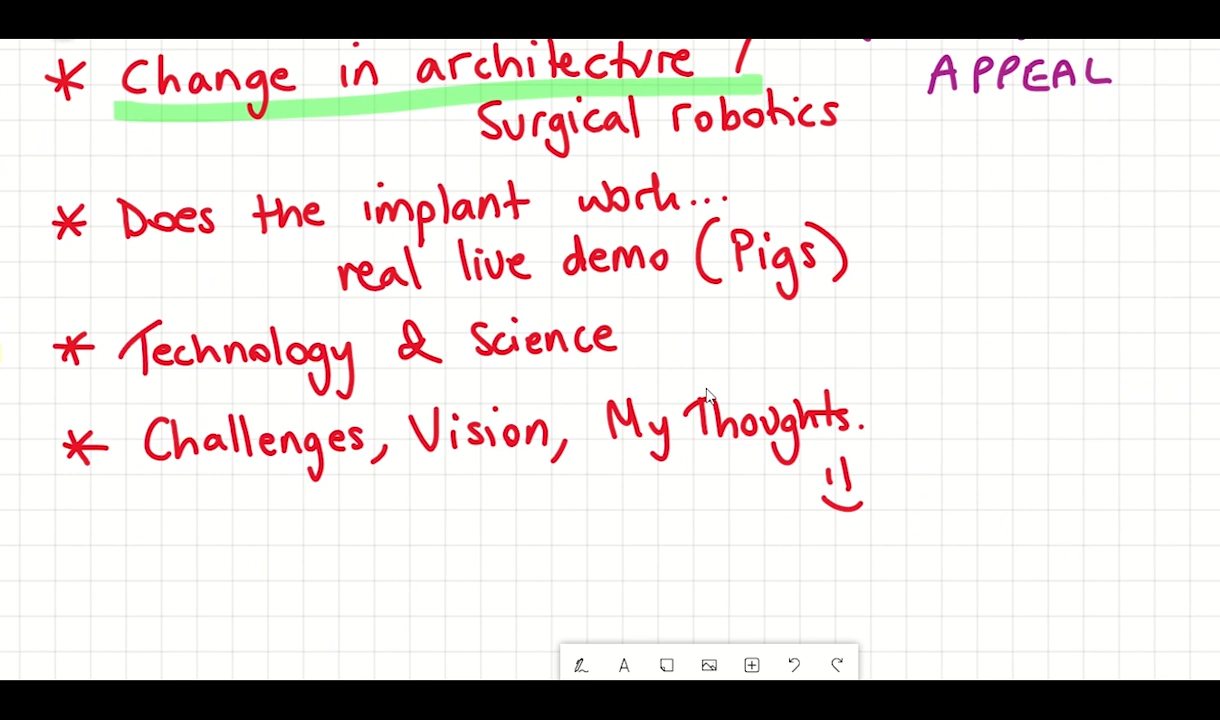 * Change in architecture /
Surgical robotics
APPEAL
* Does the implant work...
real live demo (Pigs)
* Technology & Science
* Challenges, Vision, My Thoughts.
A